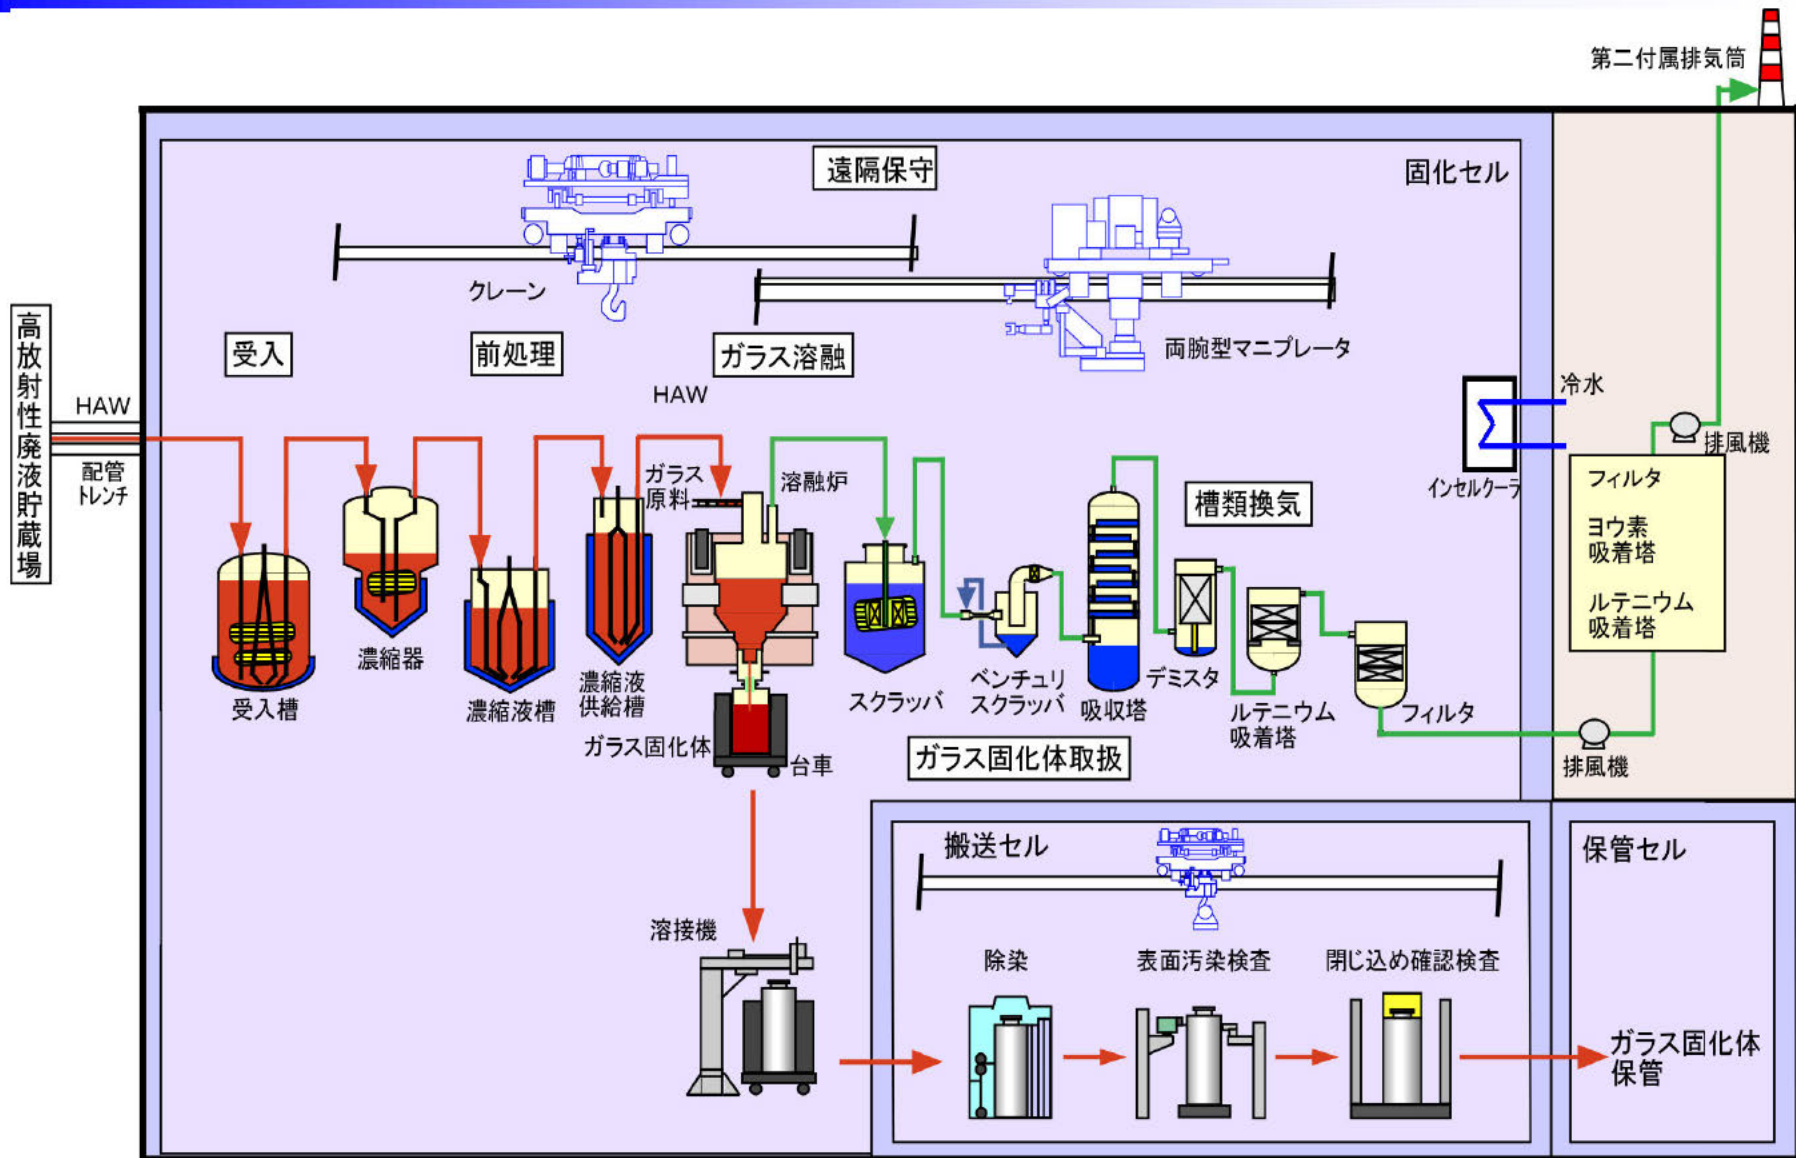 第二付属排気筒
遠隔保守
固化セル
クレーン
両腕型マニプレータ
高放射性廃液貯蔵場
HAW
配管
トレンチ
受入
前処理
ガラス溶融
HAW
冷水
インセルクーラ
排風機
フィルタ
ヨウ素
吸着塔
ルテニウム
吸着塔
ガラス
原料
溶融炉
槽類換気
受入槽
濃縮器
濃縮液槽
濃縮液
供給槽
スクラッバ
ベンチュリ
スクラッバ
吸収塔
デミスタ
ルテニウム
吸着塔
フィルタ
排風機
ガラス固化体
台車
ガラス固化体取扱
搬送セル
保管セル
溶接機
除染
表面汚染検査
閉じ込め確認検査
ガラス固化体
保管